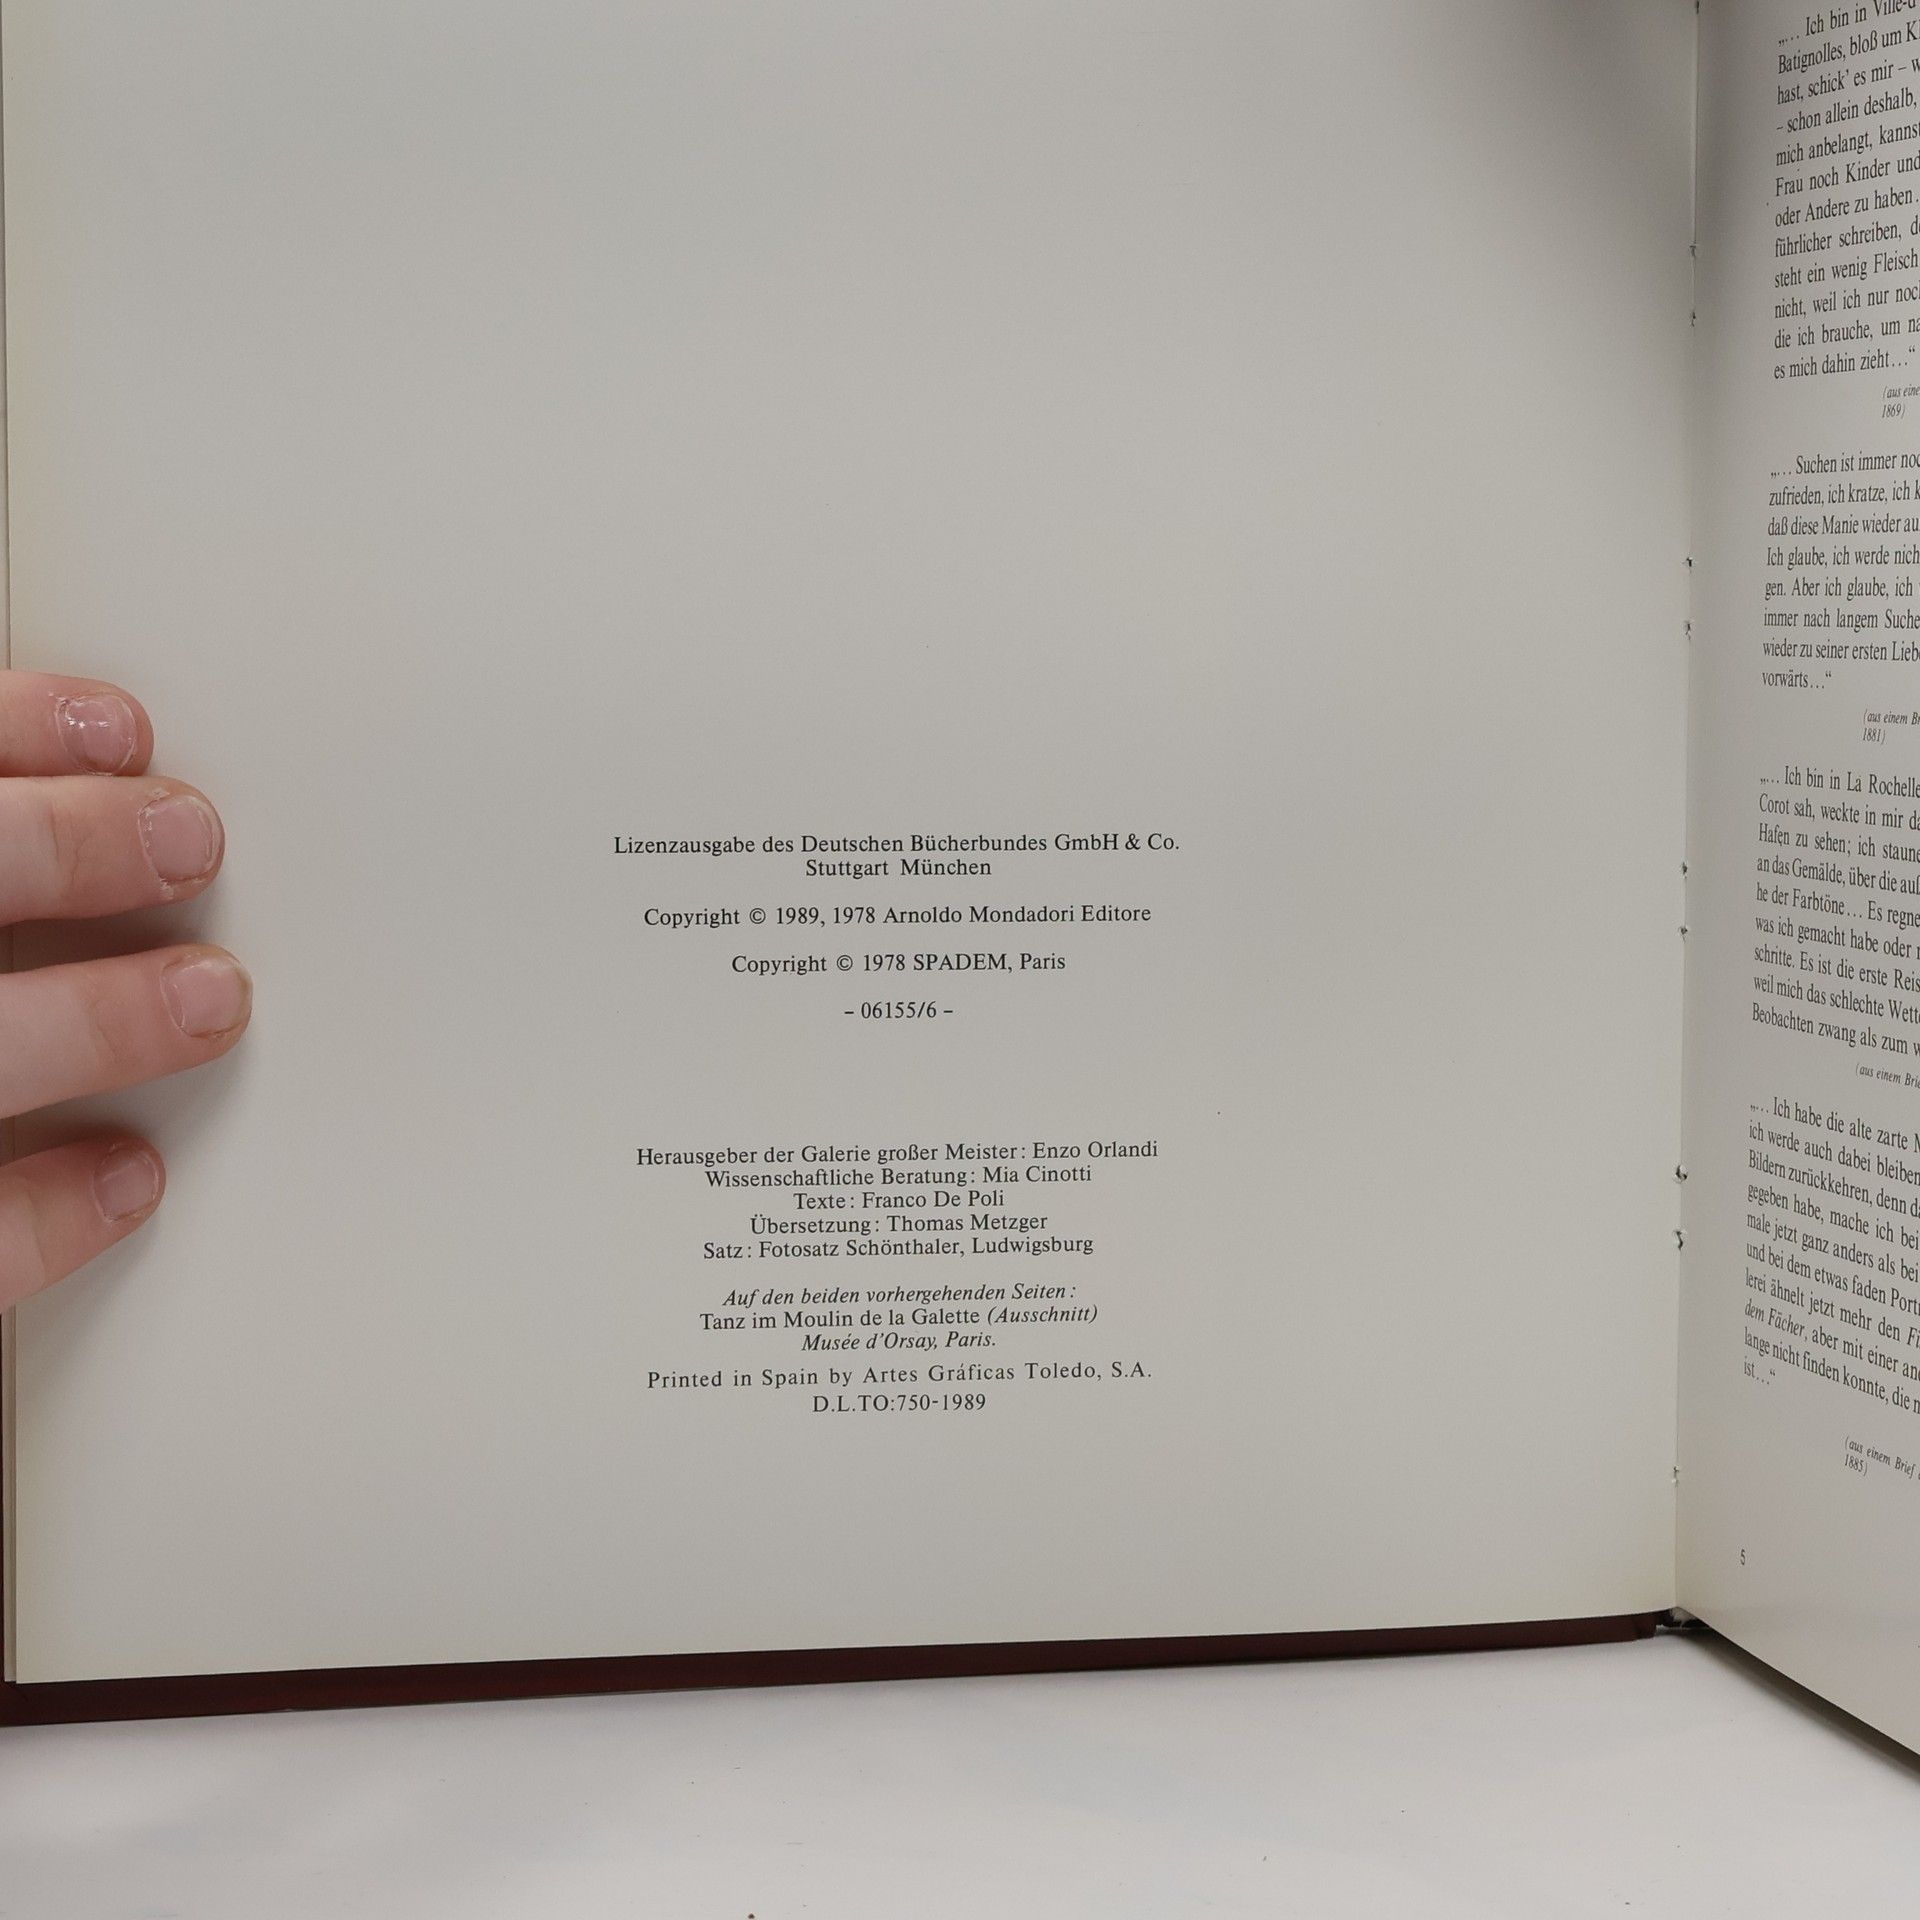 Lizenzausgabe des Deutschen Bücherbundes GmbH & Co.
Stuttgart München
Copyright © 1989, 1978 Arnoldo Mondadori Editore
Copyright © 1978 SPADEM, Paris
– 06155/6 –
Herausgeber der Galerie großer Meister: Enzo Orlandi
Wissenschaftliche Beratung: Mia Cinotti
Texte: Franco De Poli
Übersetzung: Thomas Metzger
Satz: Fotosatz Schönthaler, Ludwigsburg
Auf den beiden vorhergehenden Seiten:
Tanz im Moulin de la Galette (Ausschnitt)
Musée d'Orsay, Paris.
Printed in Spain by Artes Gráficas Toledo, S.A.
D.L.TO:750-1989
„… Ich bin in
Batignolles, bloß um
hast, schick' es mir –
– schon allein deshalb,
mich anbelangt,
Frau noch Kinder und
oder Andere zu haben.
führlicher schreiben,
steht ein wenig Fleisch
nicht, weil ich nur
die ich brauche, um
es mich dahin zieht…“
(aus
1869)
„… Suchen ist immer
zufrieden, ich kratze, ich
daß diese Manie wieder
Ich glaube, ich werde
gen. Aber ich glaube, ich
immer nach langem
wieder zu seiner ersten
vorwärts…“
(aus einem
1881)
„… Ich bin in La Rochelle
Corot sah, weckte in mir
Hafen zu sehen; ich
an das Gemälde, über die
he der Farbtöne… Es
was ich gemacht habe oder
schritte. Es ist die erste
weil mich das schlechte
Beobachten zwang als zum
(aus einem
„… Ich habe die alte zarte
ich werde auch dabei bleiben
Bildern zurückkehren, denn
gegeben habe, mache ich bei
male jetzt ganz anders als bei
und bei dem etwas faden
lerei ähnelt jetzt mehr den
dem Fächer, aber mit einer
lange nicht finden konnte, die
ist…“
(aus einem Brief
1885)
5